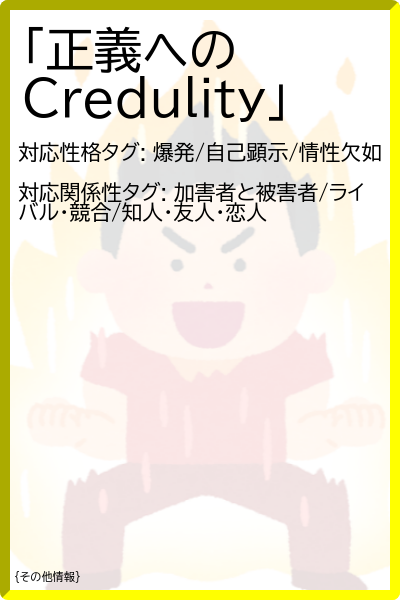 「正義への
Credulity」
対応性格タグ: 爆発/自己顕示/情性欠如
対応関係性タグ: 加害者と被害者/ライ
バル・競合/知人・友人・恋人
{その他情報}